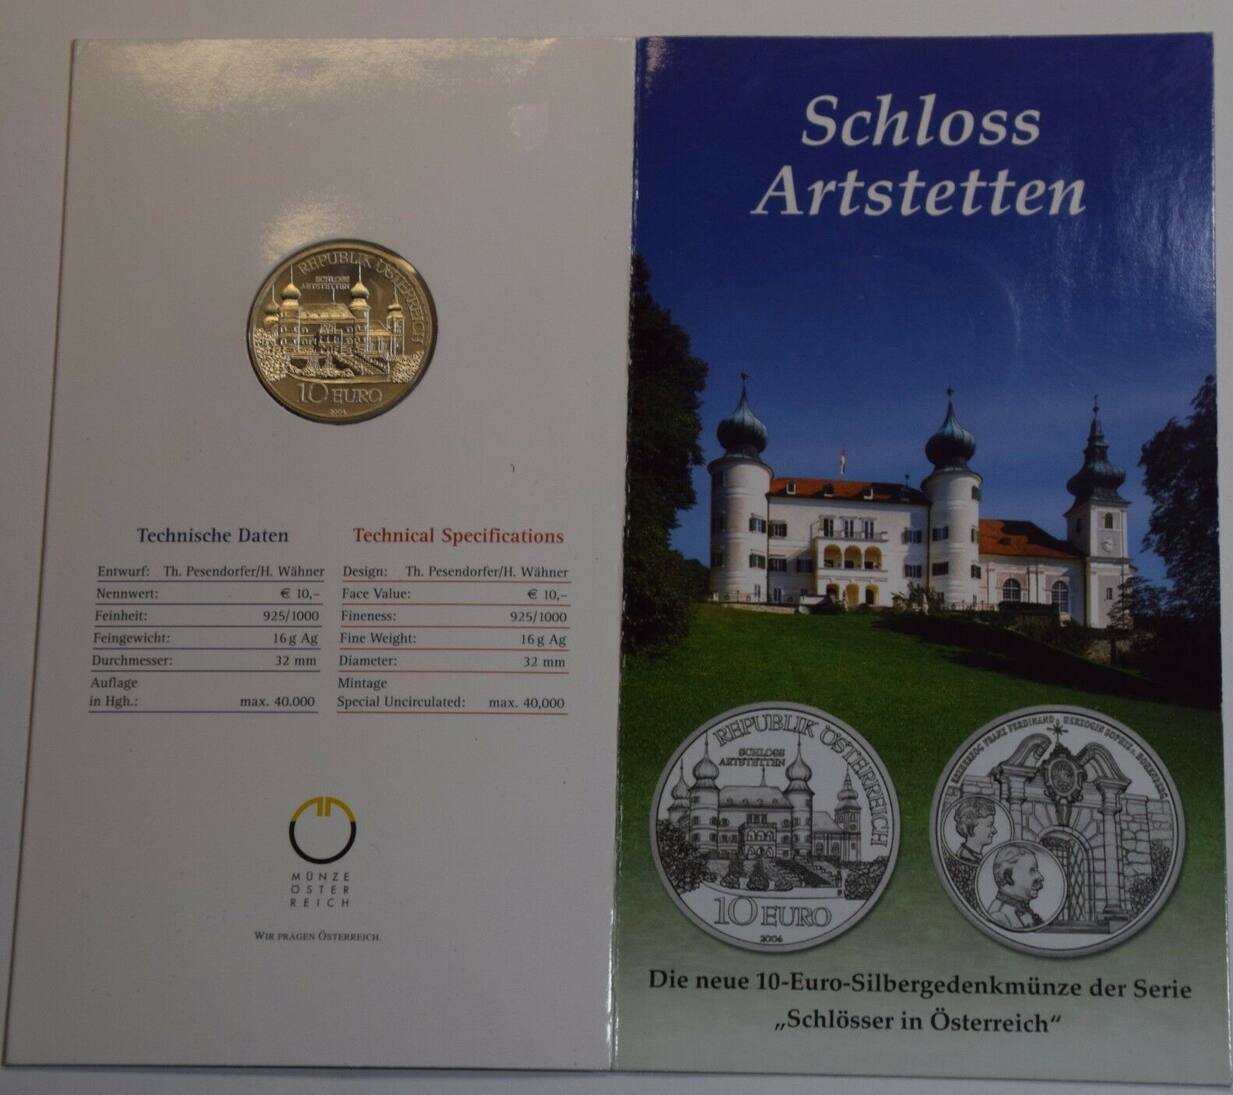 REPUBLIK ÖSTERREICH
SCHLOSS
ARTSTETTEN
10 EURO
2004
Technische Daten
Entwurf: Th. Pesendorfer/H. Wähner
Nennwert: € 10,–
Feinheit: 925/1000
Feingewicht: 16 g Ag
Durchmesser: 32 mm
Auflage
in Hgh.: max. 40.000
Technical Specifications
Design: Th. Pesendorfer/H. Wähner
Face Value: € 10,–
Fineness: 925/1000
Fine Weight: 16 g Ag
Diameter: 32 mm
Mintage
Special Uncirculated: max. 40,000
MÜNZE
ÖSTER
REICH
WIR PRÄGEN ÖSTERREICH.
Schloss
Artstetten
REPUBLIK ÖSTERREICH
SCHLOSS
ARTSTETTEN
10 EURO
2004
ERZHERZOG FRANZ FERDINAND u. HERZOGIN SOPHIE v. HOHENBERG
Die neue 10-Euro-Silbergedenkmünze der Serie
„Schlösser in Österreich“